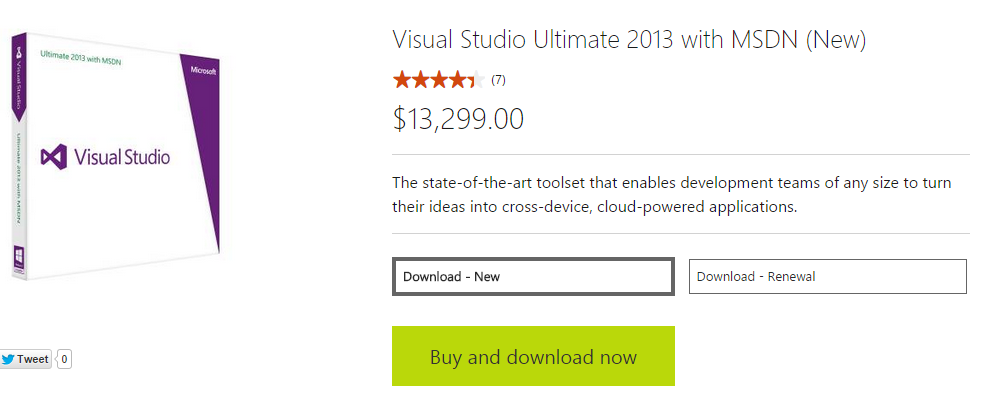 Ultimate 2013 with MSDN
Microsoft
Visual Studio
Visual Studio
Ultimate 2013 with MSDN
Tweet
0
Visual Studio Ultimate 2013 with MSDN (New)
(7)
$13,299.00
The state-of-the-art toolset that enables development teams of any size to turn
their ideas into cross-device, cloud-powered applications.
Download - New
Download - Renewal
Buy and download now